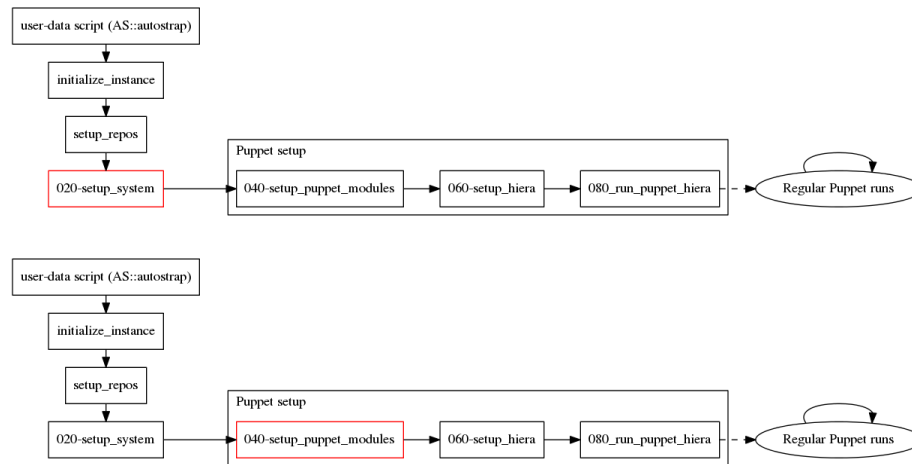 user-data script (AS::autostrap)
initialize_instance
setup_repos
Puppet setup
020-setup_system
040-setup_puppet_modules
060-setup_hiera
080_run_puppet_hiera
Regular Puppet runs
user-data script (AS::autostrap)
initialize_instance
setup_repos
Puppet setup
020-setup_system
040-setup_puppet_modules
060-setup_hiera
080_run_puppet_hiera
Regular Puppet runs